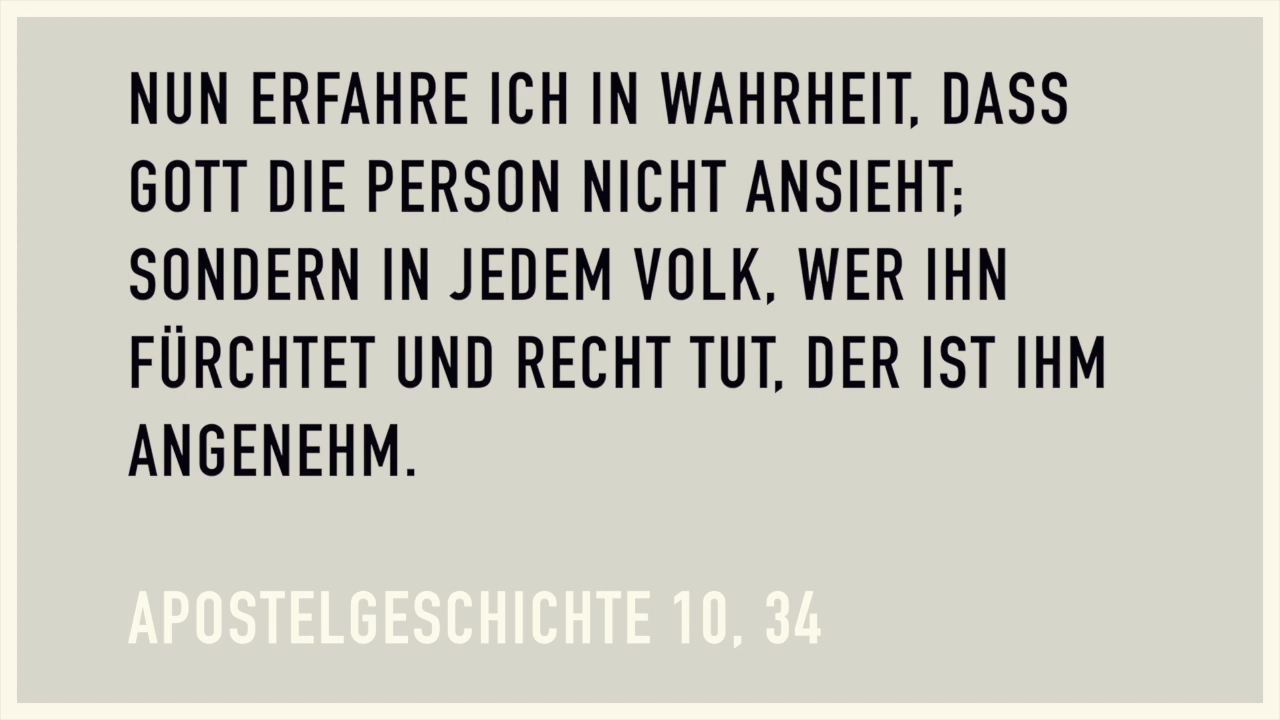 NUN ERFAHRE ICH IN WAHRHEIT, DASS
GOTT DIE PERSON NICHT ANSIEHT;
SONDERN IN JEDEM VOLK, WER IHN
FÜRCHTET UND RECHT TUT, DER IST IHM
ANGENEHM.
APOSTELGESCHICHTE 10, 34